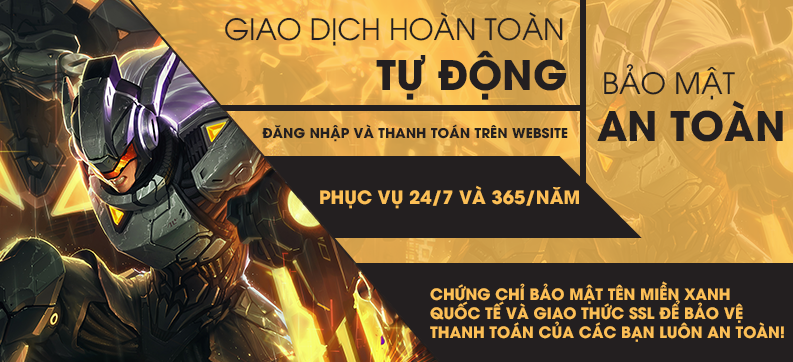 GIAO DỊCH HOÀN TOÀN
TỰ ĐỘNG
ĐĂNG NHẬP VÀ THANH TOÁN TRÊN WEBSITE
PHỤC VỤ 24/7 VÀ 365/NĂM
BẢO MẬT
AN TOÀN
CHỨNG CHỈ BẢO MẬT TÊN MIỀN XANH
QUỐC TẾ VÀ GIAO THỨC SSL ĐỂ BẢO VỆ
THANH TOÁN CỦA CÁC BẠN LUÔN AN TOÀN!